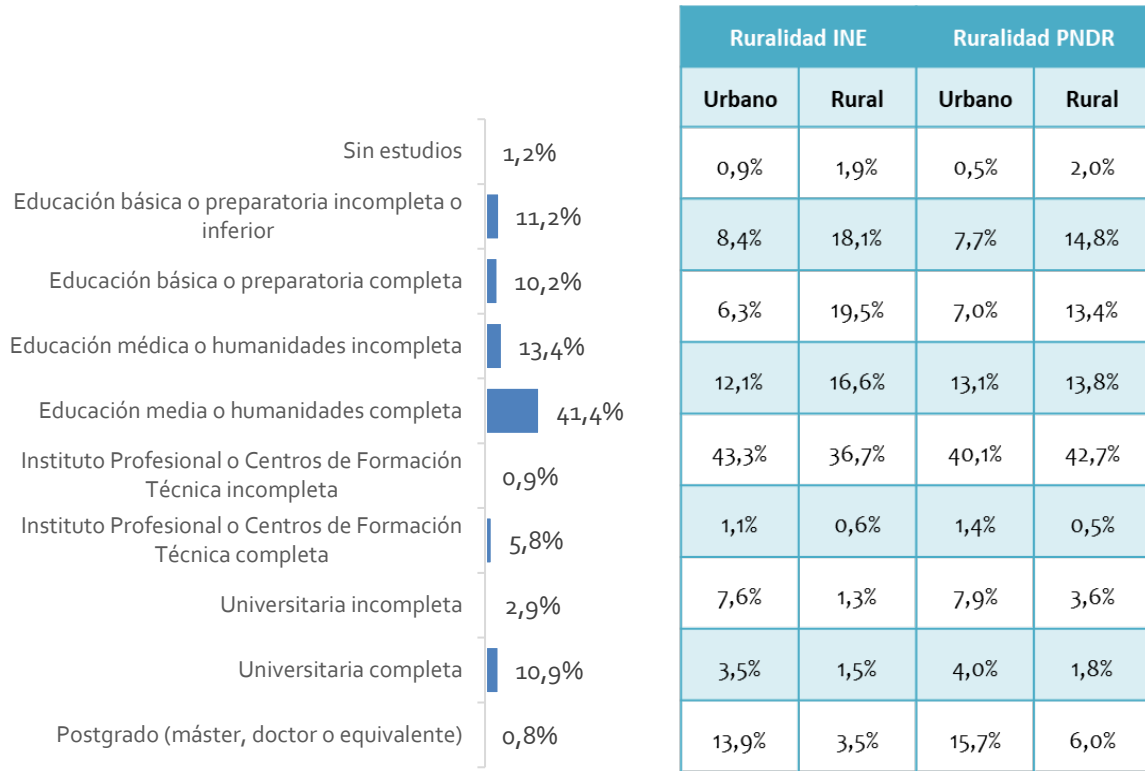 Ruralidad INE Ruralidad PNDR
Urbano Rural Urbano Rural
Sin estudios 1,2% 0,9% 1,9% 0,5% 2,0%
Educación básica o preparatoria incompleta o
inferior 11,2% 8,4% 18,1% 7,7% 14,8%
Educación básica o preparatoria completa 10,2% 6,3% 19,5% 7,0% 13,4%
Educación médica o humanidades incompleta 13,4% 12,1% 16,6% 13,1% 13,8%
Educación media o humanidades completa 41,4% 43,3% 36,7% 40,1% 42,7%
Instituto Profesional o Centros de Formación
Técnica incompleta 0,9% 1,1% 0,6% 1,4% 0,5%
Instituto Profesional o Centros de Formación
Técnica completa 5,8% 7,6% 1,3% 7,9% 3,6%
Universitaria incompleta 2,9% 3,5% 1,5% 4,0% 1,8%
Universitaria completa 10,9% 13,9% 3,5% 15,7% 6,0%
Postgrado (máster, doctor o equivalente) 0,8%